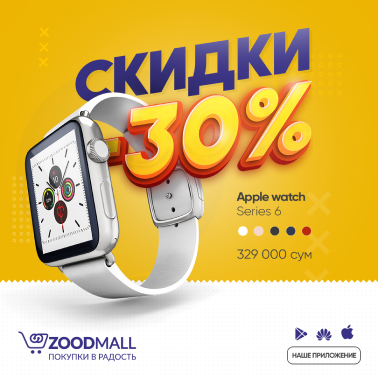 СКИДКИ
-30%
Apple watch
Series 6
329 000 сум
ZOODMALL
ПОКУПКИ В РАДОСТЬ
НАШЕ ПРИЛОЖЕНИЕ